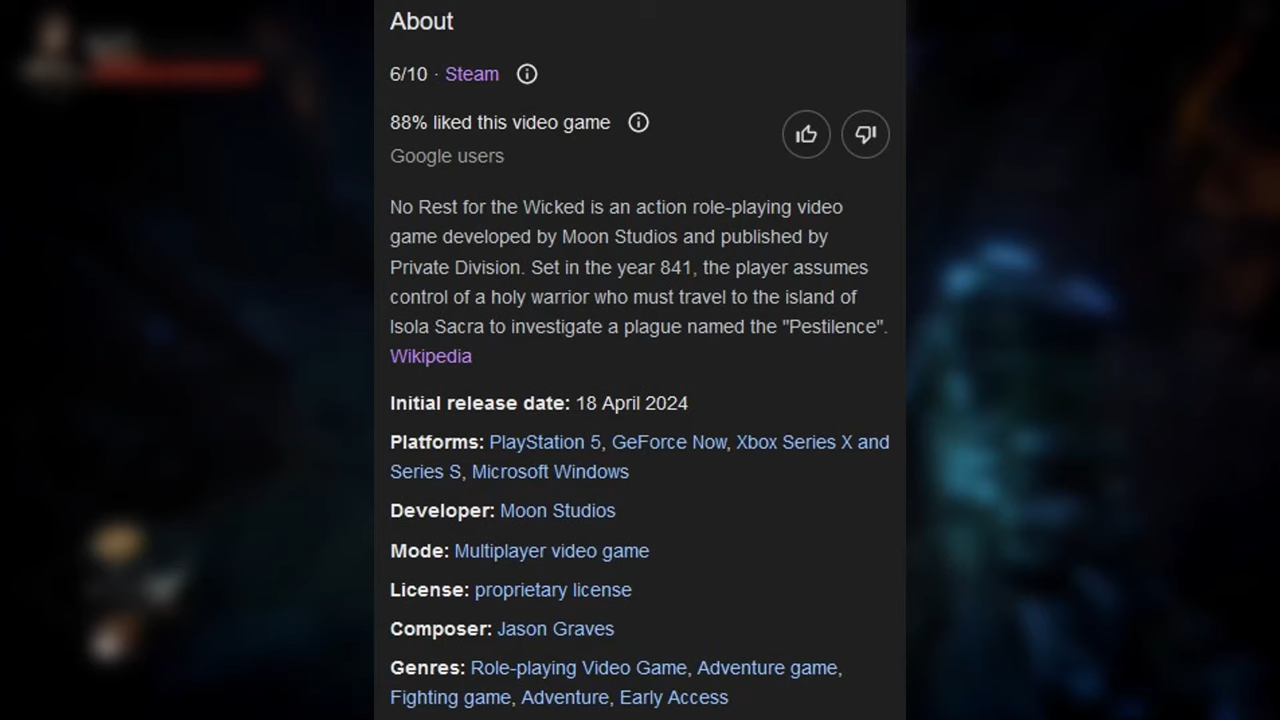 About
6/10 · Steam
88% liked this video game
Google users
No Rest for the Wicked is an action role-playing video
game developed by Moon Studios and published by
Private Division. Set in the year 841, the player assumes
control of a holy warrior who must travel to the island of
Isola Sacra to investigate a plague named the "Pestilence".
Wikipedia
Initial release date: 18 April 2024
Platforms: PlayStation 5, GeForce Now, Xbox Series X and
Series S, Microsoft Windows
Developer: Moon Studios
Mode: Multiplayer video game
License: proprietary license
Composer: Jason Graves
Genres: Role-playing Video Game, Adventure game,
Fighting game, Adventure, Early Access